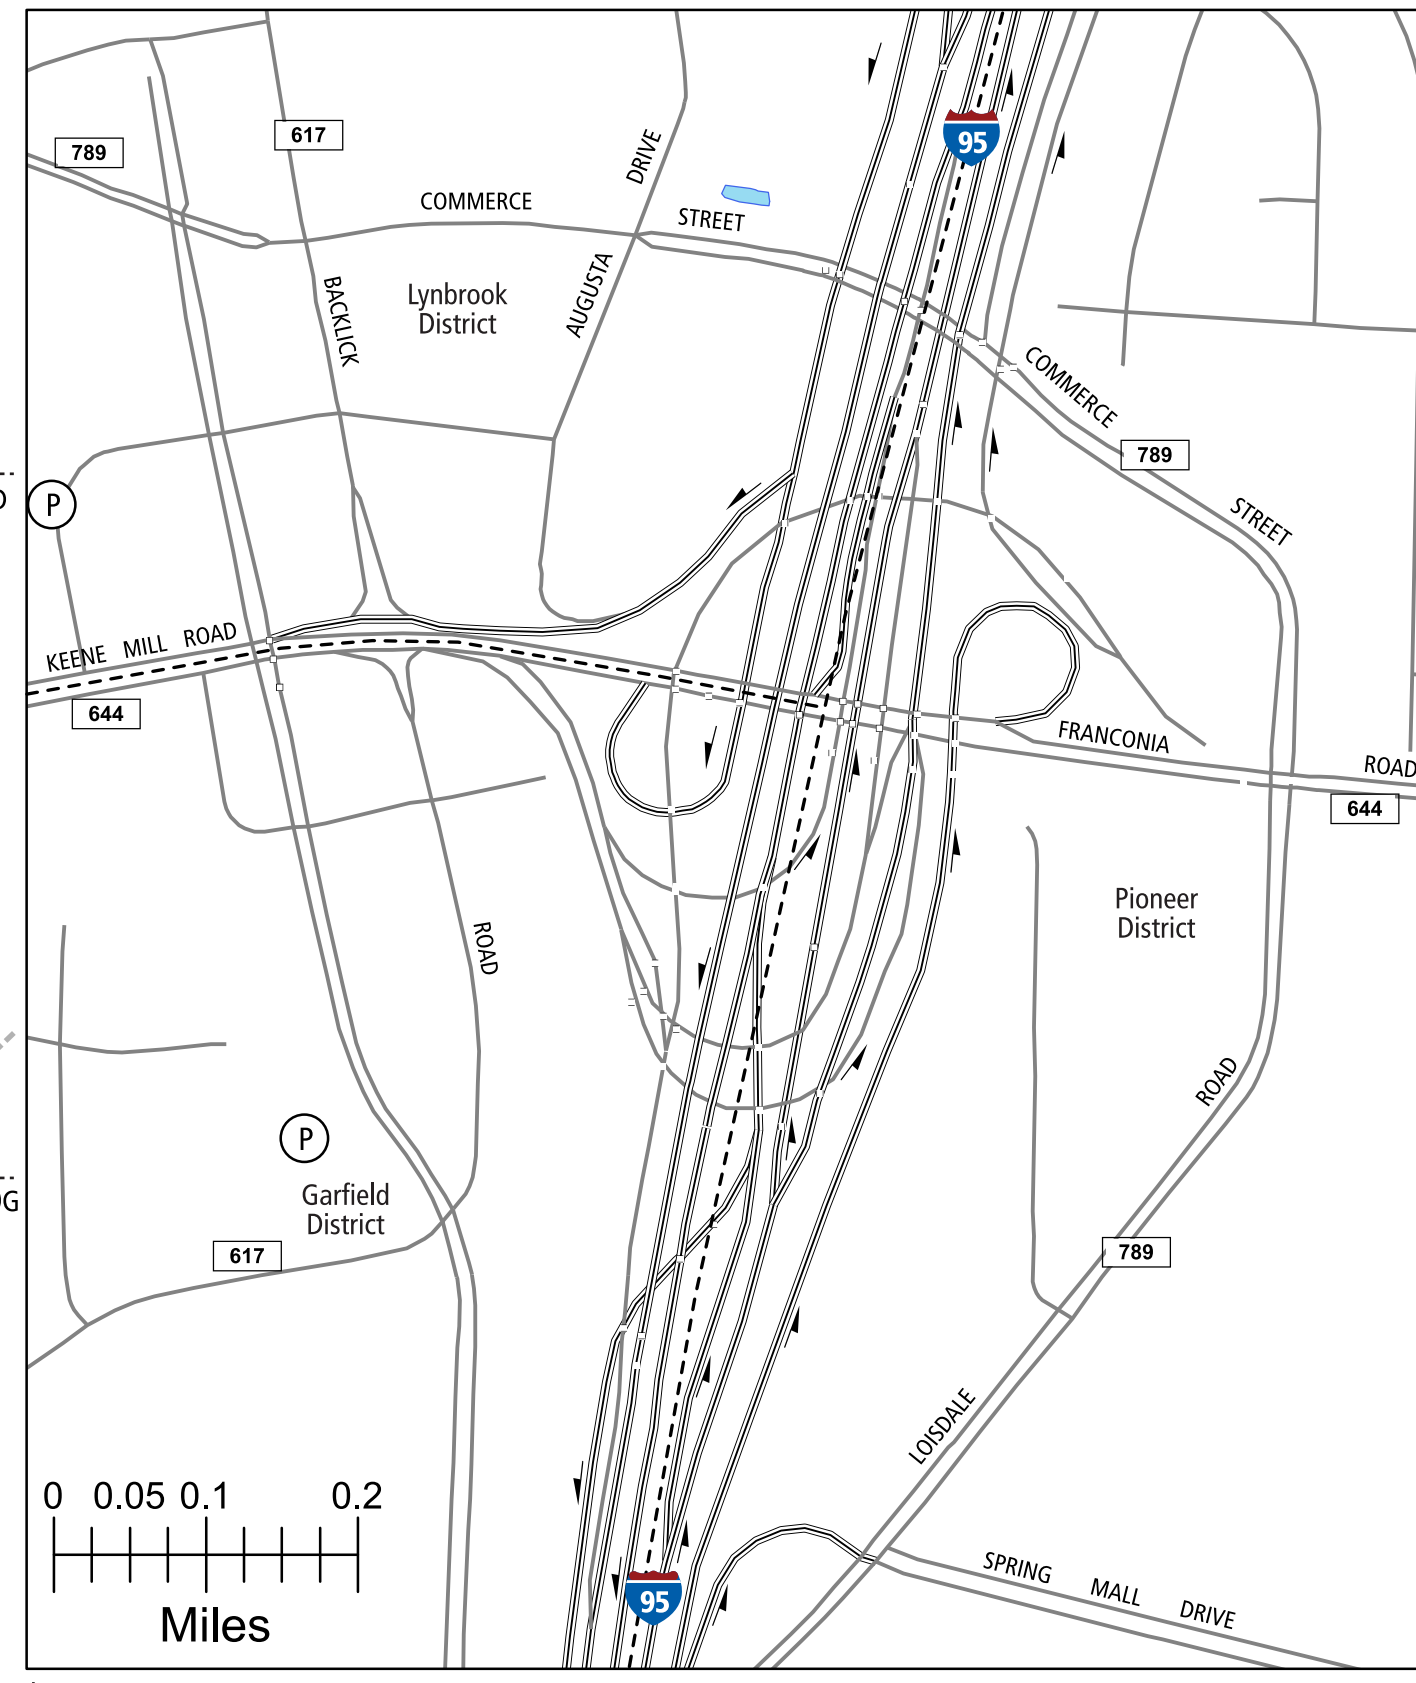 95
617
789
DRIVE
COMMERCE
STREET
AUGUSTA
BACKLICK
Lynbrook
District
COMMERCE
789
STREET
P
KEENE MILL ROAD
644
FRANCONIA
ROAD
644
Pioneer
District
ROAD
ROAD
P
Garfield
District
617
789
LOISDALE
0 0.05 0.1 0.2
Miles
95
SPRING MALL DRIVE